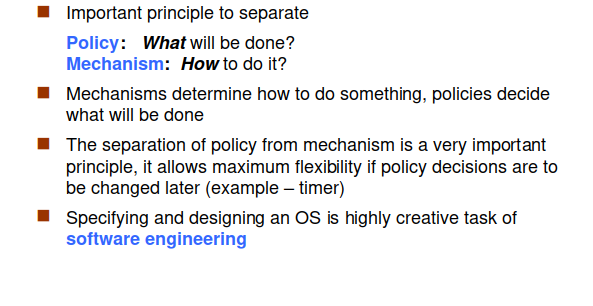 Important principle to separate
Policy: What will be done?
Mechanism: How to do it?
Mechanisms determine how to do something, policies decide
what will be done
The separation of policy from mechanism is a very important
principle, it allows maximum flexibility if policy decisions are to
be changed later (example – timer)
Specifying and designing an OS is highly creative task of
software engineering